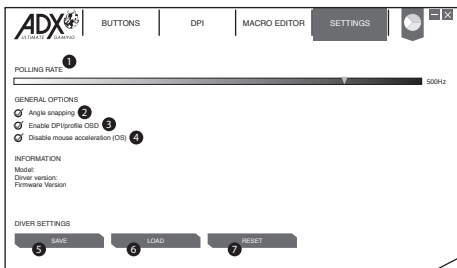 ADX
ULTIMATE GAMING
BUTTONS
DPI
MACRO EDITOR
SETTINGS
POLLING RATE
1
500Hz
GENERAL OPTIONS
Angle snapping 2
Enable DPI/profile OSD 3
Disable mouse acceleration (OS) 4
INFORMATION
Model:
Dirver version:
Firmware Version
DIVER SETTINGS
SAVE
LOAD
RESET
5
6
7